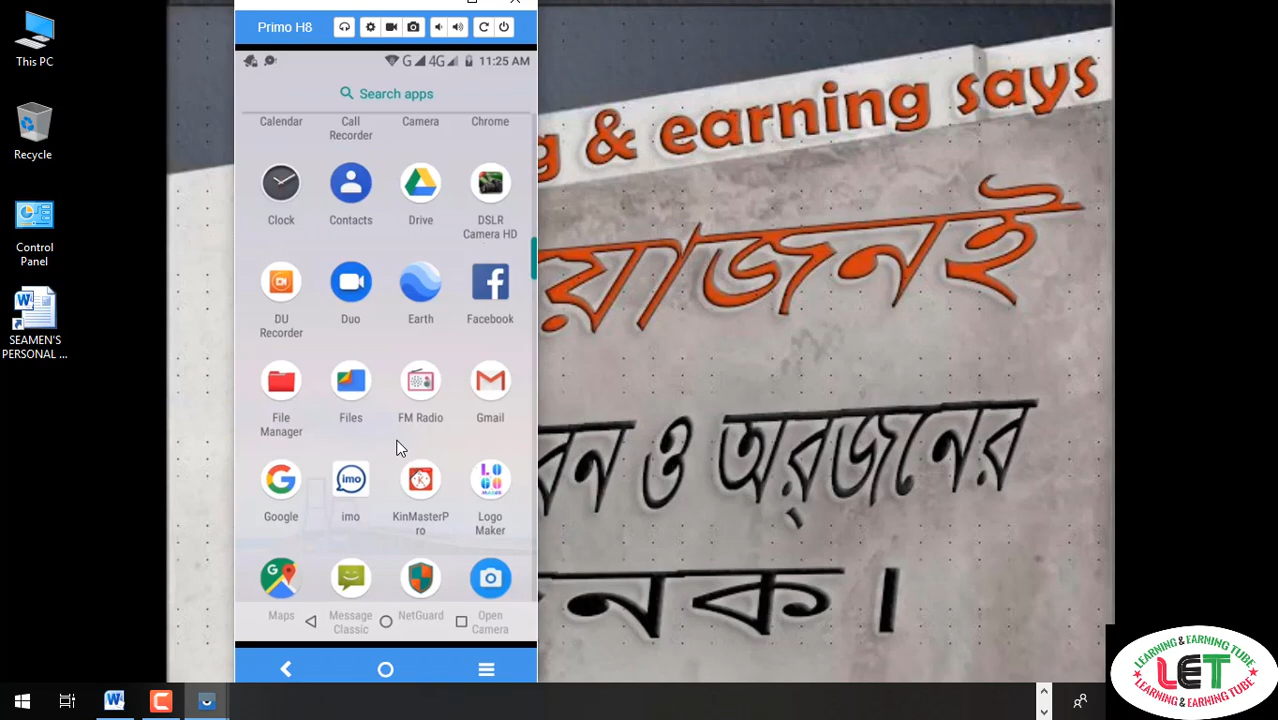 This PC
Recycle
Control
Panel
SEAMEN'S
PERSONAL ...
Primo H8
G 4G 11:25 AM
Search apps
Calendar
Call
Recorder
Camera
Chrome
Clock
Contacts
Drive
DSLR
Camera HD
DU
Recorder
Duo
Earth
Facebook
File
Manager
Files
FM Radio
Gmail
Google
imo
KinMasterP
ro
Logo
Maker
Maps
Message
Classic
NetGuard
Open
Camera
& earning says
ও অর্জনের
LEARNING & EARNING TUBE
LET
LEARNING & EARNING TUBE